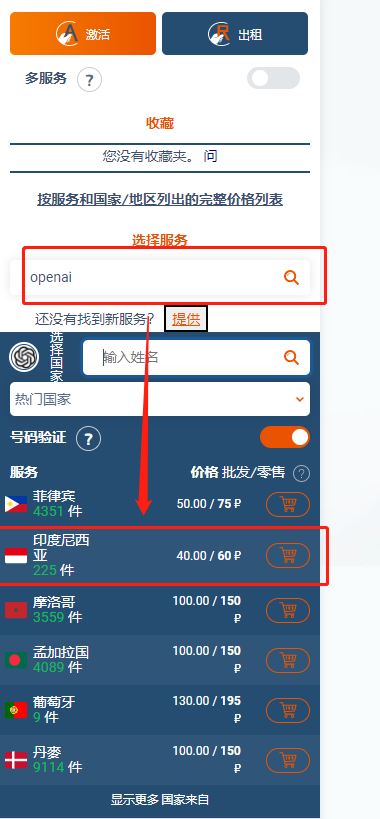 激活
出租
多服务 ?
收藏
您没有收藏夹。 问
按服务和国家/地区列出的完整价格列表
选择服务
openai
还没有找到新服务? 提供
选择国家
输入姓名
热门国家
号码验证 ?
服务 价格 批发/零售 ?
菲律宾
4351 件
50.00 / 75 ₽
印度尼西
亚
225 件
40.00 / 60 ₽
摩洛哥
3559 件
100.00 / 150
₽
孟加拉国
4089 件
100.00 / 150
₽
葡萄牙
9 件
130.00 / 195
₽
丹麥
9114 件
100.00 / 150
₽
显示更多 国家来自